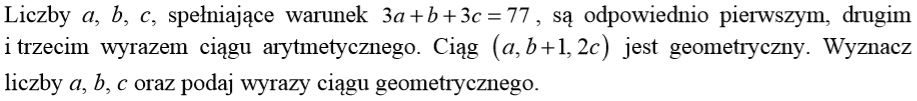 Liczby a, b, c, spełniające warunek 3a+b+3c=77, są odpowiednio pierwszym, drugim
i trzecim wyrazem ciągu arytmetycznego. Ciąg (a, b+1, 2c) jest geometryczny. Wyznacz
liczby a, b, c oraz podaj wyrazy ciągu geometrycznego.